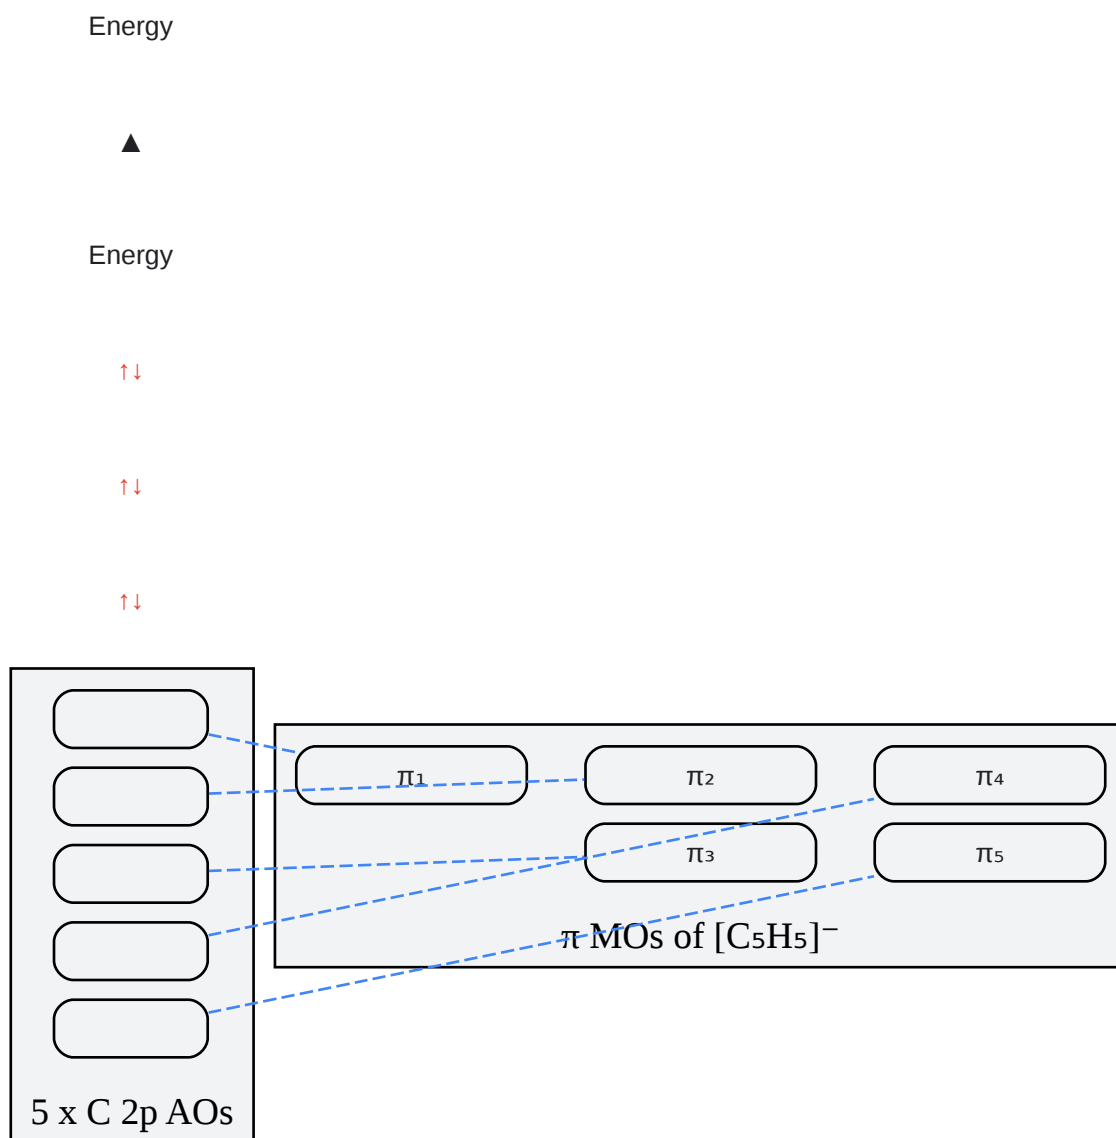 Energy
▲
Energy
↑↓
↑↓
↑↓
π₁ π₂ π₄
π₃ π₅
π MOs of [C₅H₅]⁻
5 x C 2p AOs